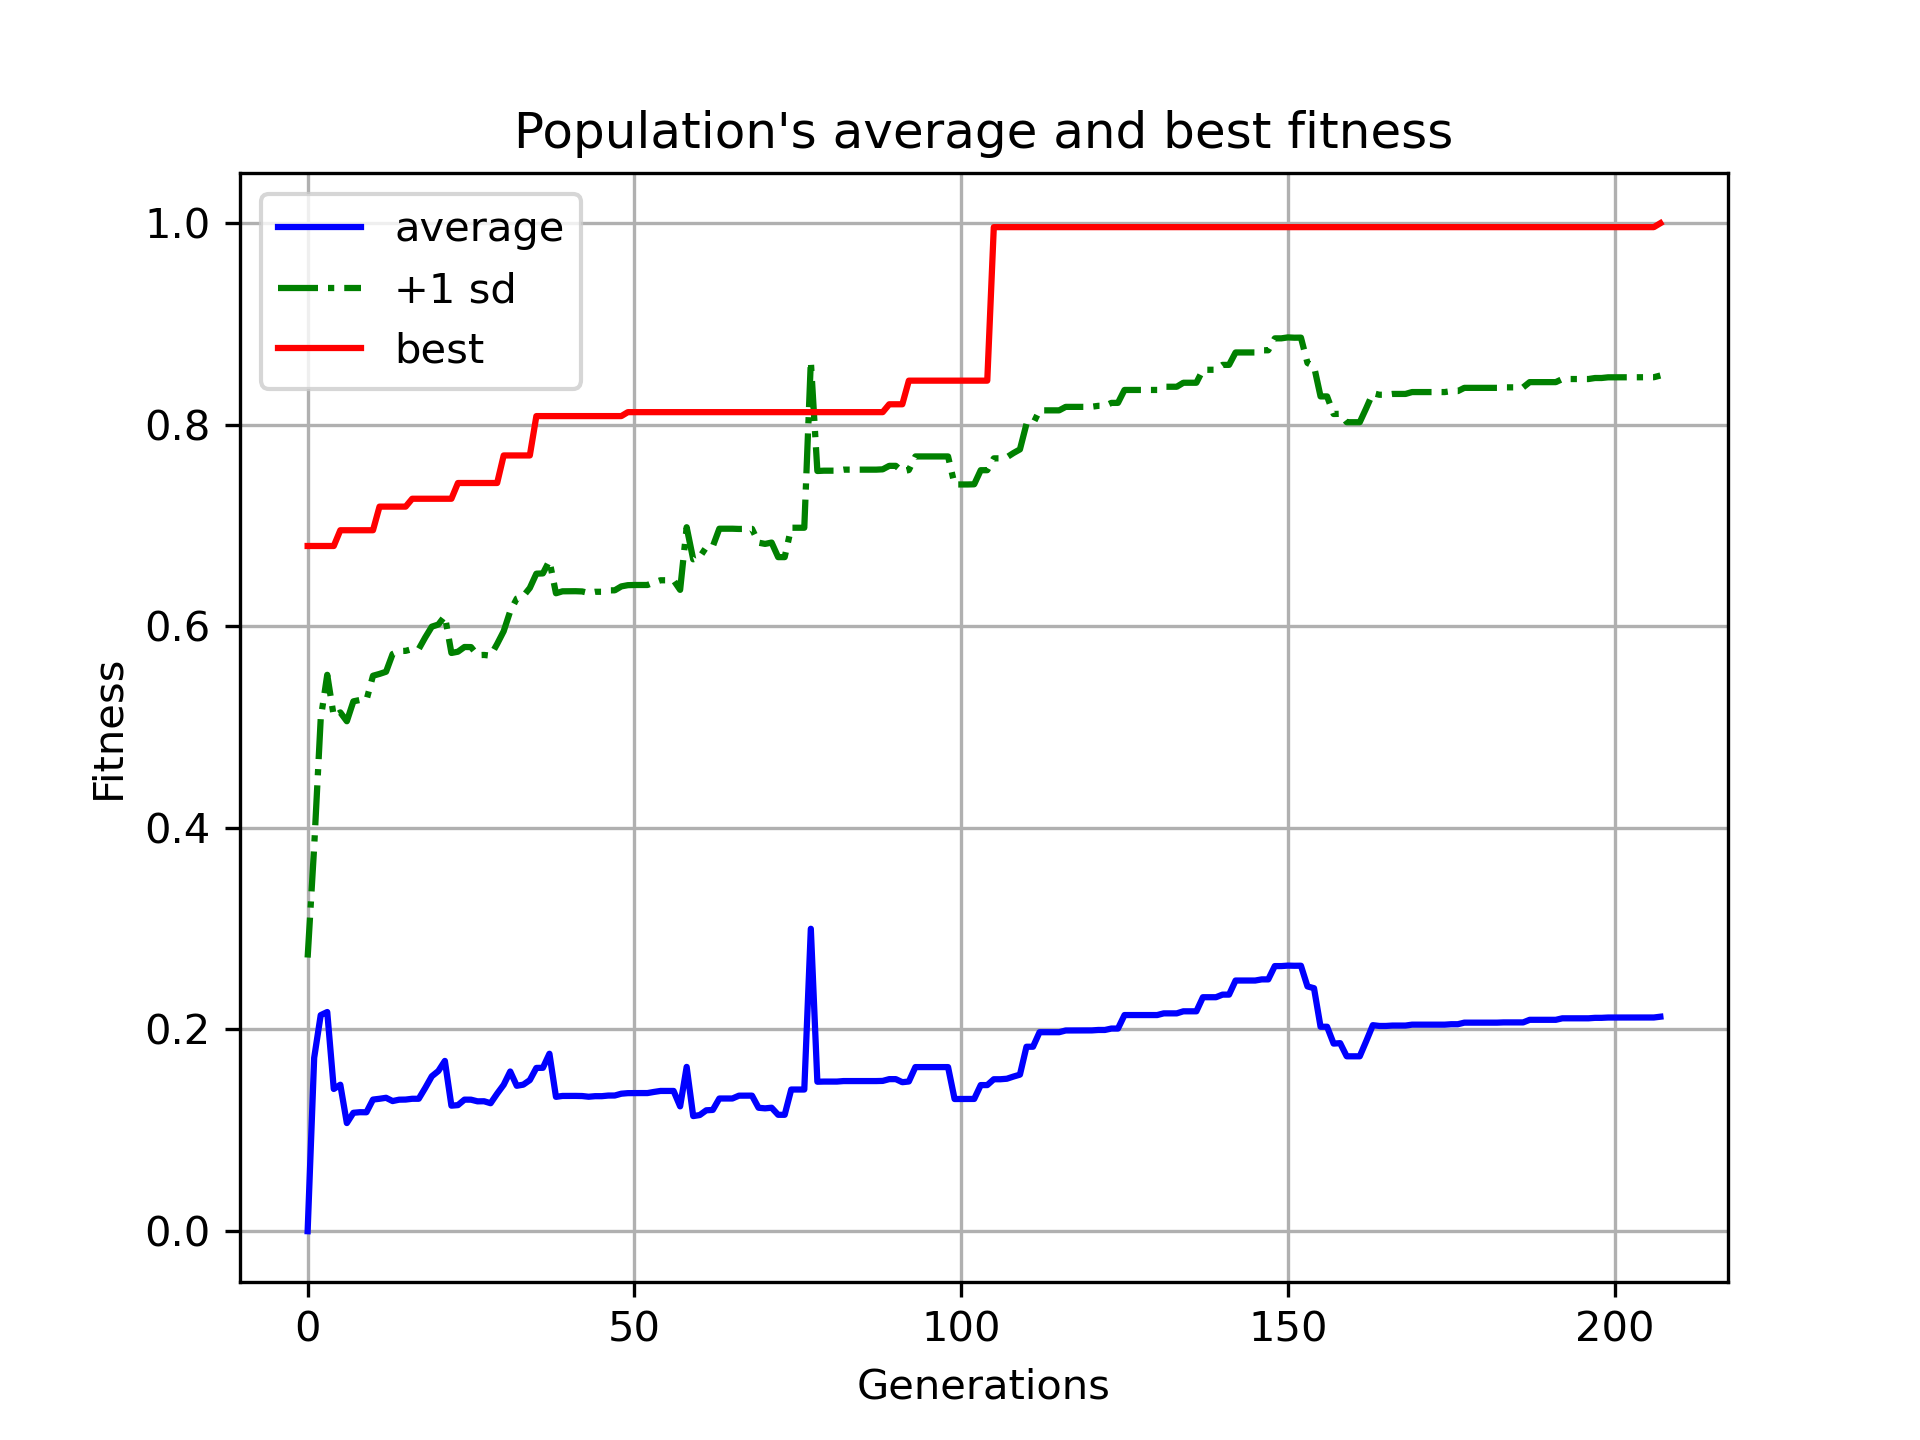 Population's average and best fitness
average
+1 sd
best
1.0
0.8
0.6
0.4
0.2
0.0
Fitness
0 50 100 150 200
Generations